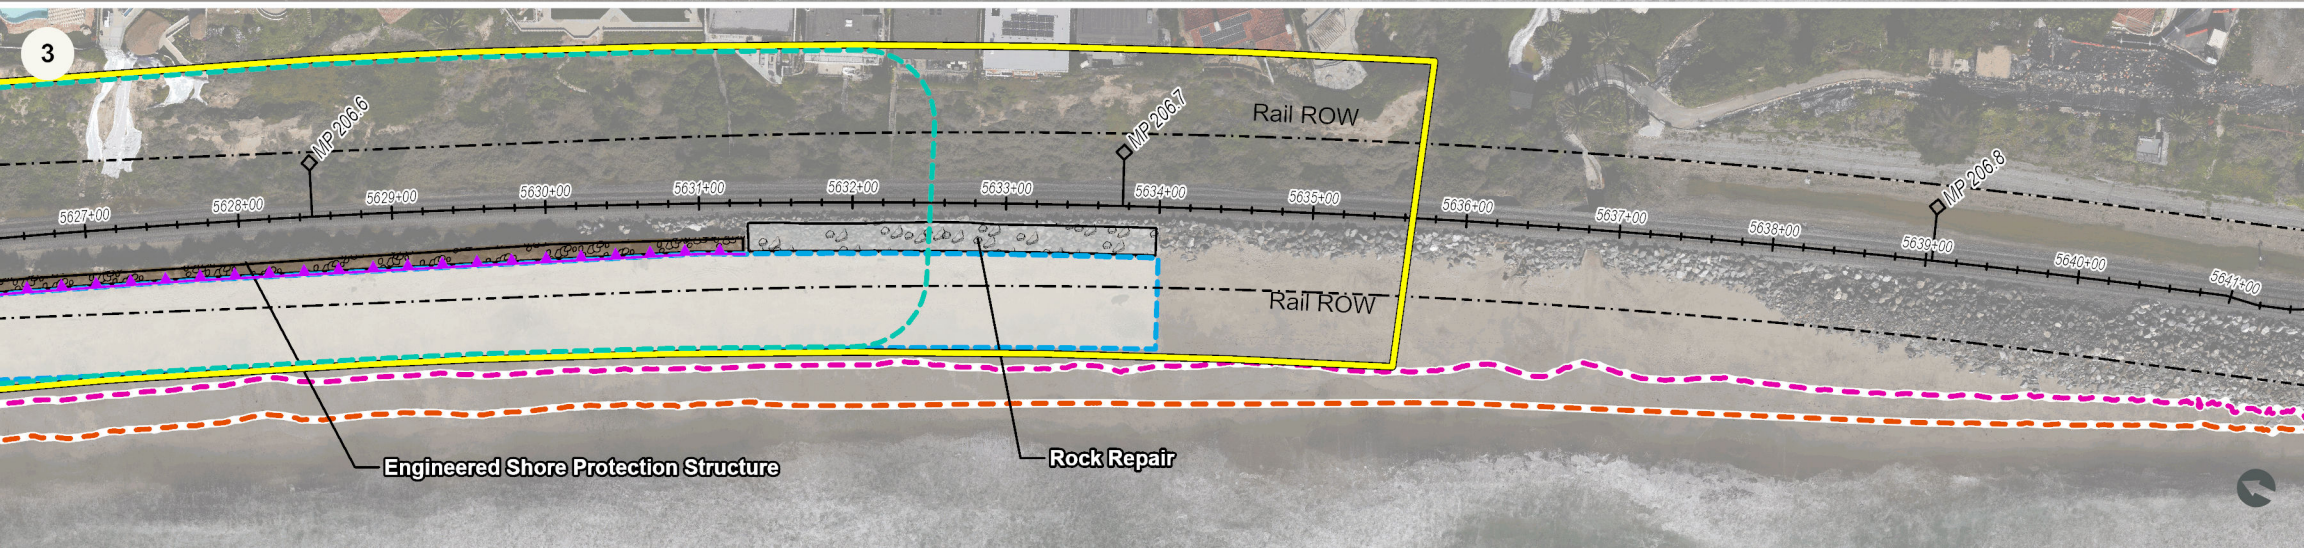 3
MP 206.6
MP 206.7
Rail ROW
MP 206.8
5627+00
5628+00
5629+00
5630+00
5631+00
5632+00
5633+00
5634+00
5635+00
5636+00
5637+00
5638+00
5639+00
5640+00
5641+00
Rail ROW
Engineered Shore Protection Structure
Rock Repair